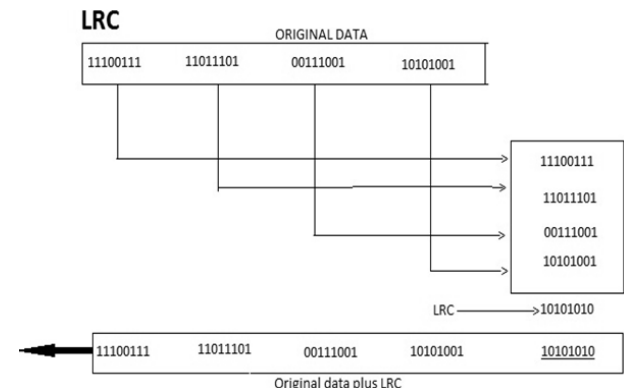 LRC
ORIGINAL DATA
11100111 11011101 00111001 10101001
11100111
11011101
00111001
10101001
LRC 10101010
11100111 11011101 00111001 10101001 10101010
Original data plus LRC